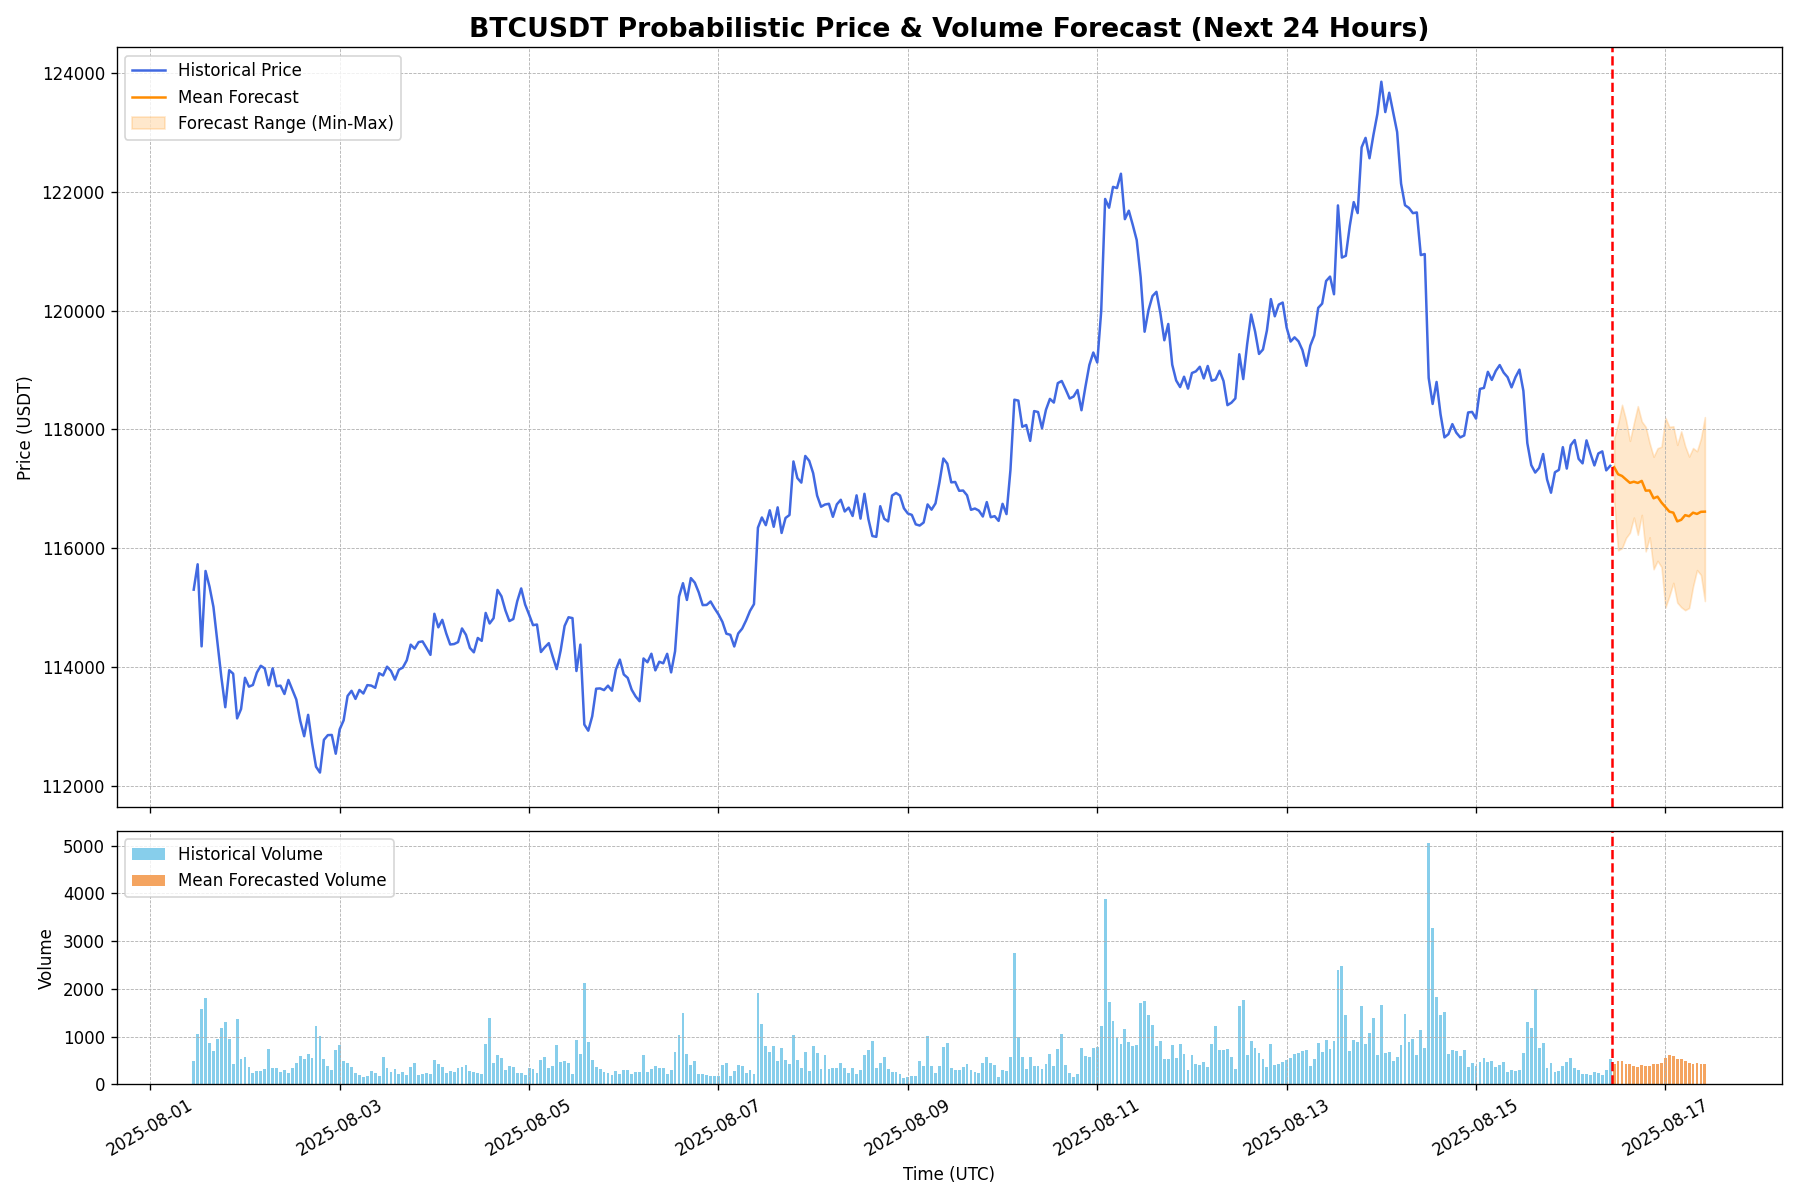 BTCUSDT Probabilistic Price & Volume Forecast (Next 24 Hours)
Historical Price
Mean Forecast
Forecast Range (Min-Max)
124000
122000
120000
118000
116000
114000
112000
Price (USDT)
Historical Volume
Mean Forecasted Volume
5000
4000
3000
2000
1000
0
Volume
2025-08-01
2025-08-03
2025-08-05
2025-08-07
2025-08-09
2025-08-11
2025-08-13
2025-08-15
2025-08-17
Time (UTC)